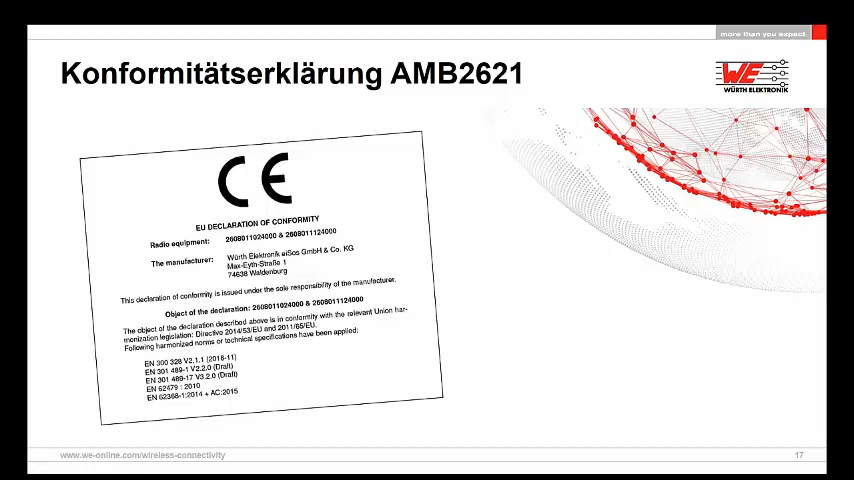 more than you expect
Konformitätserklärung AMB2621
WE
WÜRTH ELEKTRONIK
CE
EU DECLARATION OF CONFORMITY
Radio equipment: 2608011024000 & 2608011124000
The manufacturer: Würth Elektronik eiSos GmbH & Co. KG
Max-Eyth-Straße 1
74638 Waldenburg
This declaration of conformity is issued under the sole responsibility of the manufacturer.
Object of the declaration: 2608011024000 & 2608011124000
The object of the declaration described above is in conformity with the relevant Union har-
monization legislation: Directive 2014/53/EU and 2011/65/EU.
Following harmonized norms or technical specifications have been applied:
EN 300 328 V2.1.1 (2016-11)
EN 301 489-1 V2.2.0 (Draft)
EN 301 489-17 V3.2.0 (Draft)
EN 62479 : 2010
EN 62368-1:2014 + AC:2015
www.we-online.com/wireless-connectivity
17